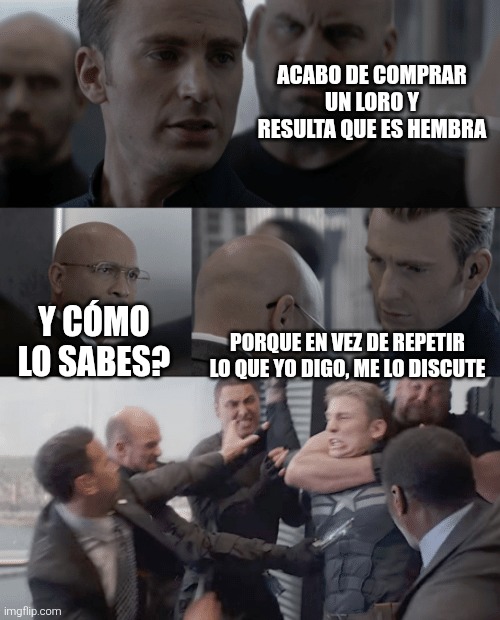 ACABO DE COMPRAR
UN LORO Y
RESULTA QUE ES HEMBRA
Y CÓMO
LO SABES?
PORQUE EN VEZ DE REPETIR
LO QUE YO DIGO, ME LO DISCUTE
imgflip.com